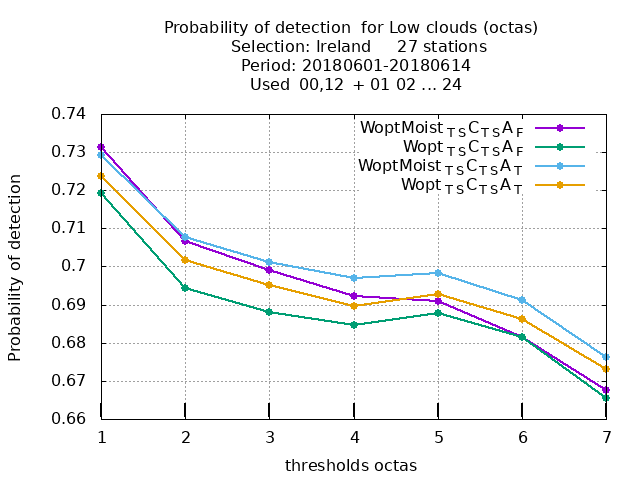 Probability of detection for Low clouds (octas)
Selection: Ireland 27 stations
Period: 20180601-20180614
Used 00,12 + 01 02 ... 24
WoptMoist TS C TS A F
Wopt TS C TS A F
WoptMoist TS C TS A T
Wopt TS C TS A T
0.74
0.73
0.72
0.71
0.7
0.69
0.68
0.67
0.66
Probability of detection
1 2 3 4 5 6 7
thresholds octas